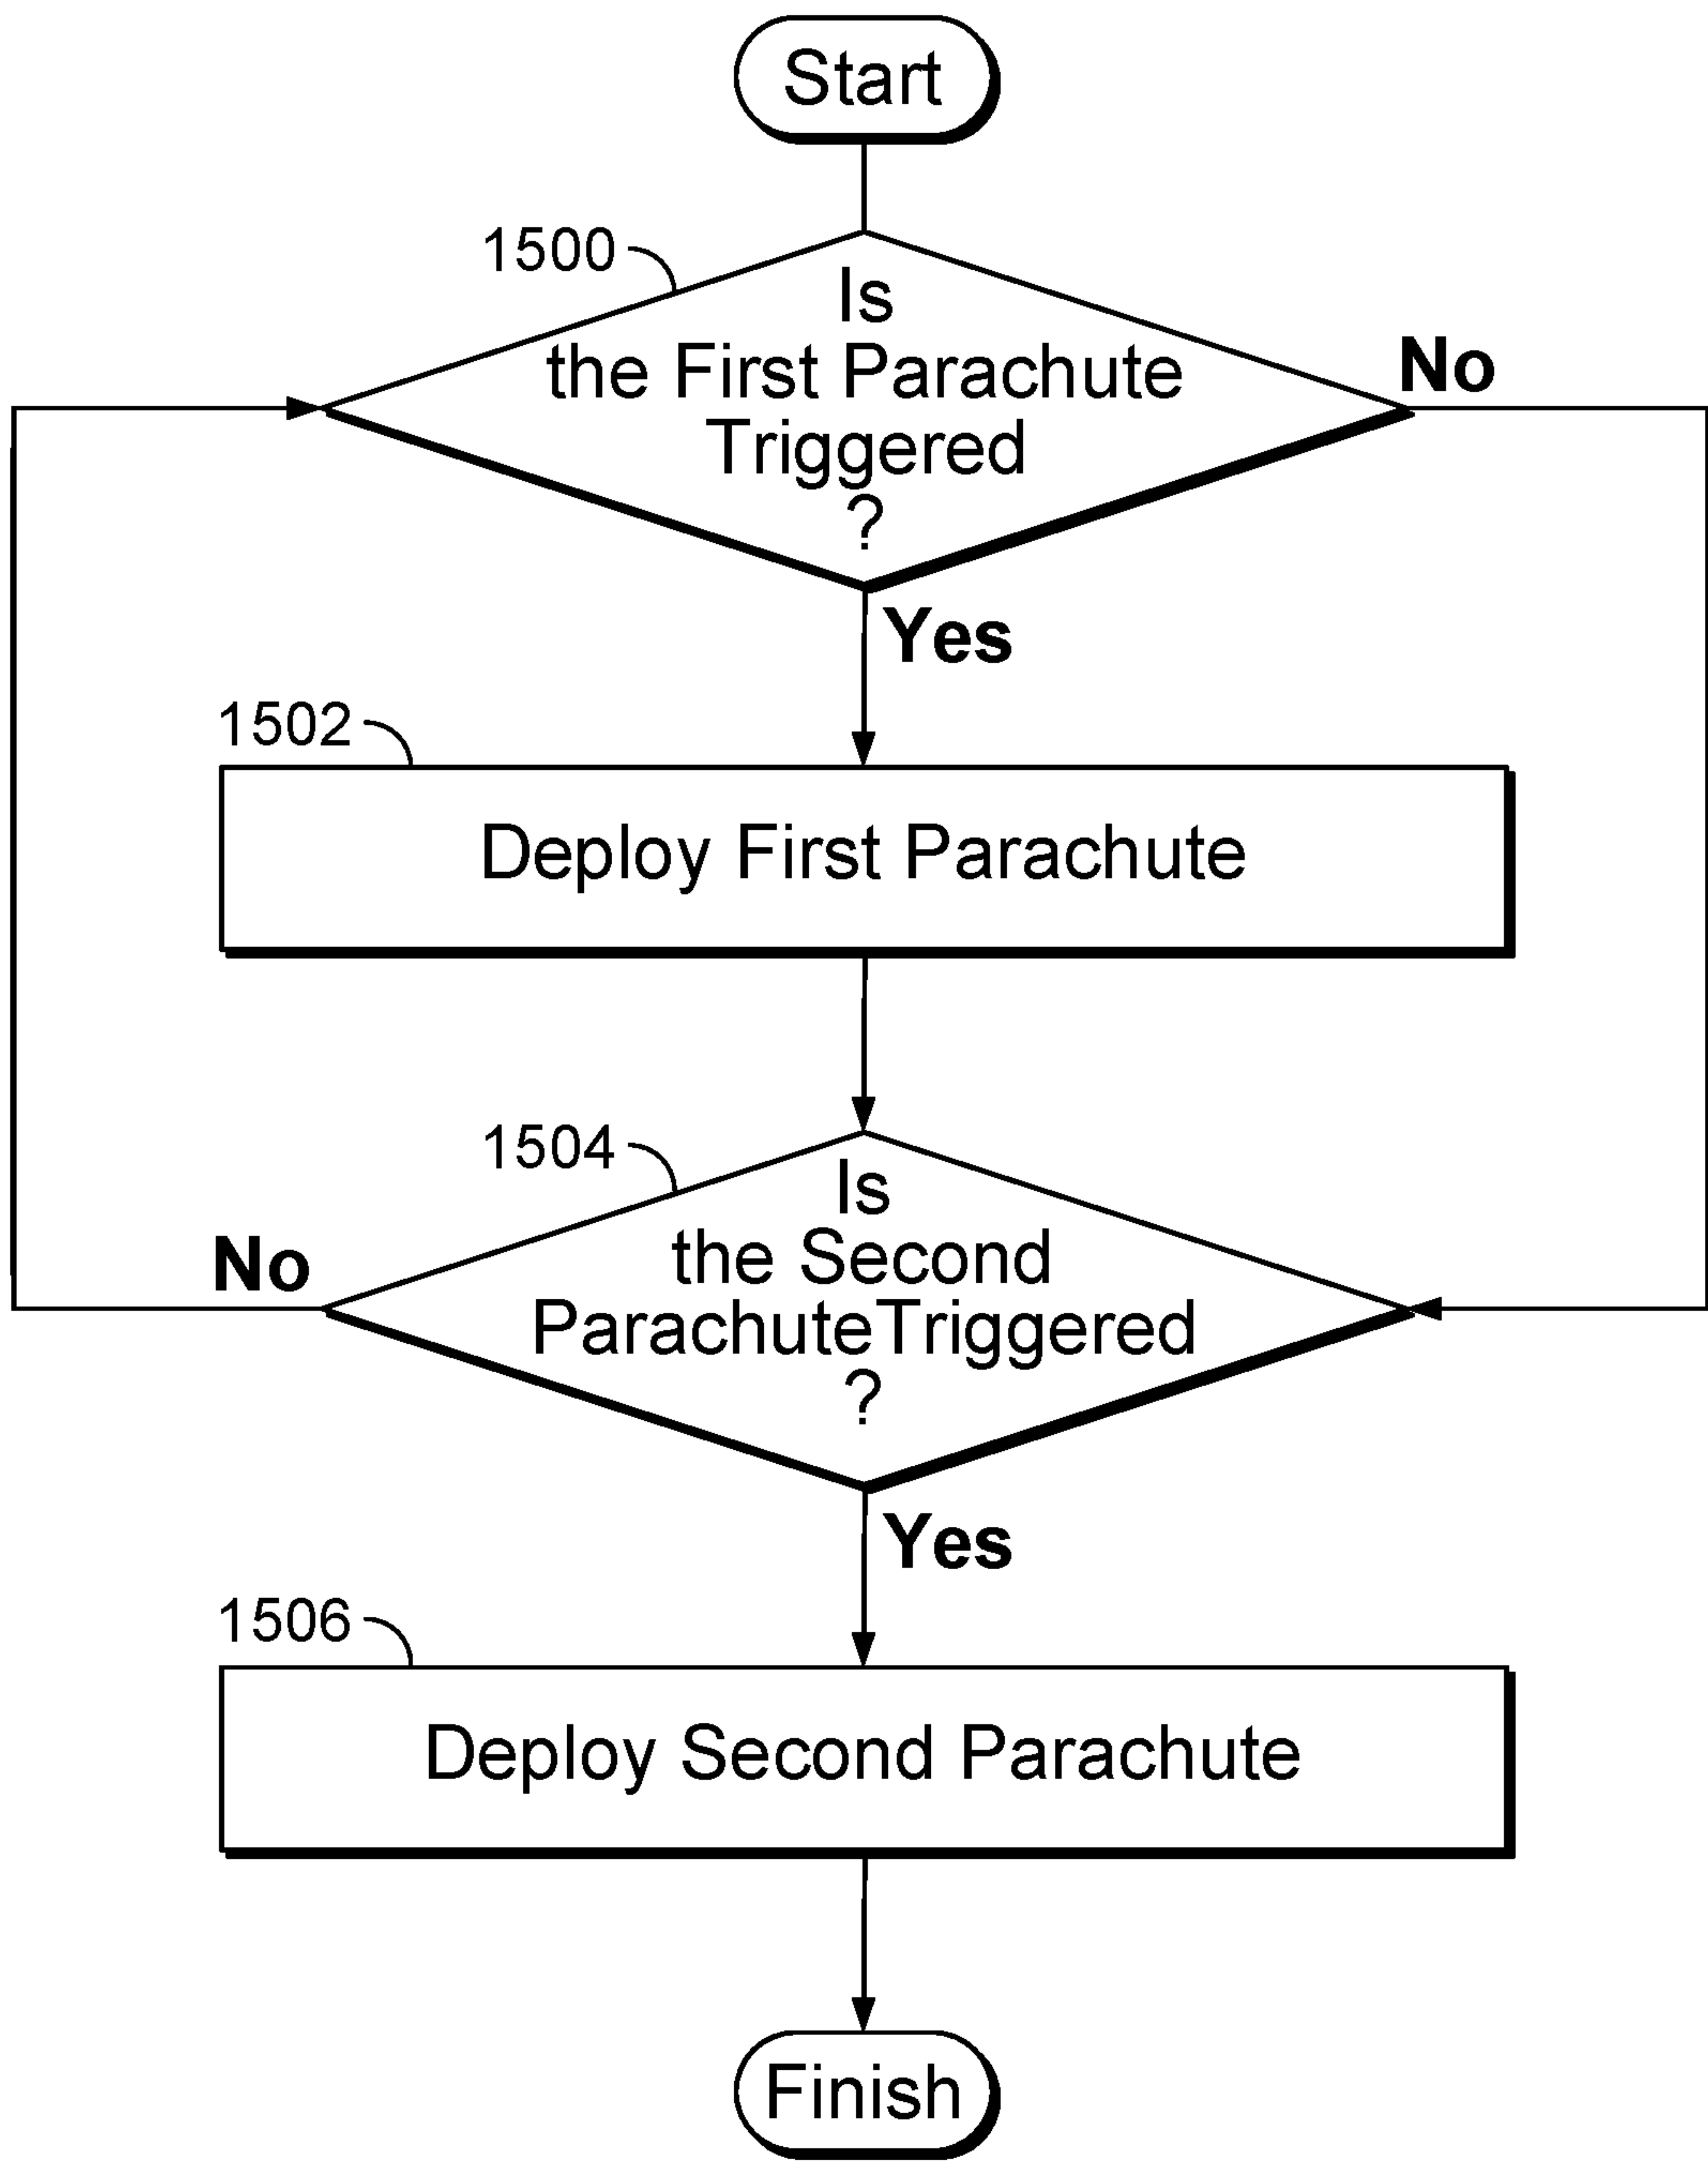 Start
1500
Is
the First Parachute
Triggered
?
No
Yes
1502
Deploy First Parachute
1504
Is
the Second
ParachuteTriggered
?
No
Yes
1506
Deploy Second Parachute
Finish